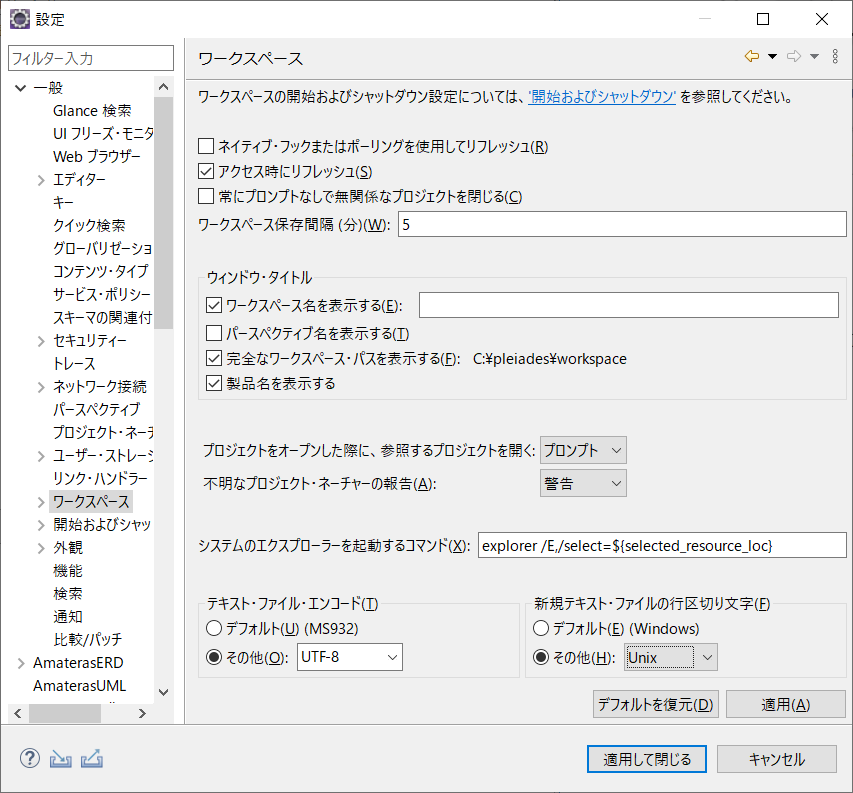 設定
フィルター入力
一般
Glance 検索
UI フリーズ・モニタ
Web ブラウザー
エディター
キー
クイック検索
グローバリゼーショ
コンテンツ・タイプ
サービス・ポリシー
スキーマの関連付
セキュリティー
トレース
ネットワーク接続
パースペクティブ
プロジェクト・ネーチ
ユーザー・ストレージ
リンク・ハンドラー
ワークスペース
開始およびシャッ
外観
機能
検索
通知
比較/パッチ
AmaterasERD
AmaterasUML
ワークスペース
ワークスペースの開始およびシャットダウン設定については、'開始およびシャットダウン' を参照してください。
ネイティブ・フックまたはポーリングを使用してリフレッシュ(R)
アクセス時にリフレッシュ(S)
常にプロンプトなしで無関係なプロジェクトを閉じる(C)
ワークスペース保存間隔 (分)(W): 5
ウィンドウ・タイトル
ワークスペース名を表示する(E):
パースペクティブ名を表示する(T)
完全なワークスペース・パスを表示する(F): C:¥pleiades¥workspace
製品名を表示する
プロジェクトをオープンした際に、参照するプロジェクトを開く: プロンプト
不明なプロジェクト・ネーチャーの報告(A): 警告
システムのエクスプローラーを起動するコマンド(X): explorer /E,/select=${selected_resource_loc}
テキスト・ファイル・エンコード(T)
デフォルト(U) (MS932)
その他(O): UTF-8
新規テキスト・ファイルの行区切り文字(F)
デフォルト(E) (Windows)
その他(H): Unix
デフォルトを復元(D) 適用(A)
適用して閉じる キャンセル